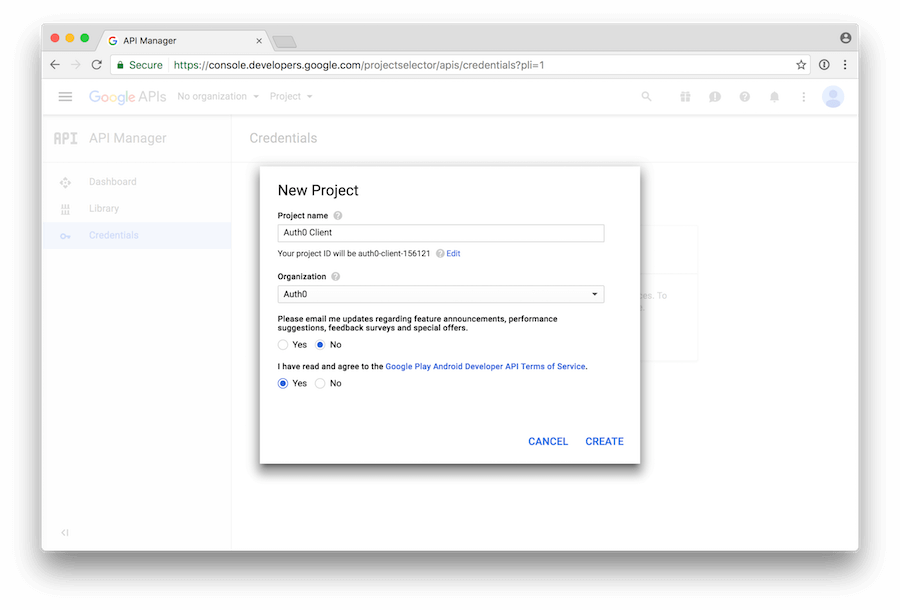 API Manager
Secure https://console.developers.google.com/projectselector/apis/credentials?pli=1
Google APIs No organization Project
API API Manager Credentials
Dashboard
Library
Credentials
New Project
Project name
Auth0 Client
Your project ID will be auth0-client-156121 Edit
Organization
Auth0
Please email me updates regarding feature announcements, performance
suggestions, feedback surveys and special offers.
Yes No
I have read and agree to the Google Play Android Developer API Terms of Service.
Yes No
CANCEL CREATE
To